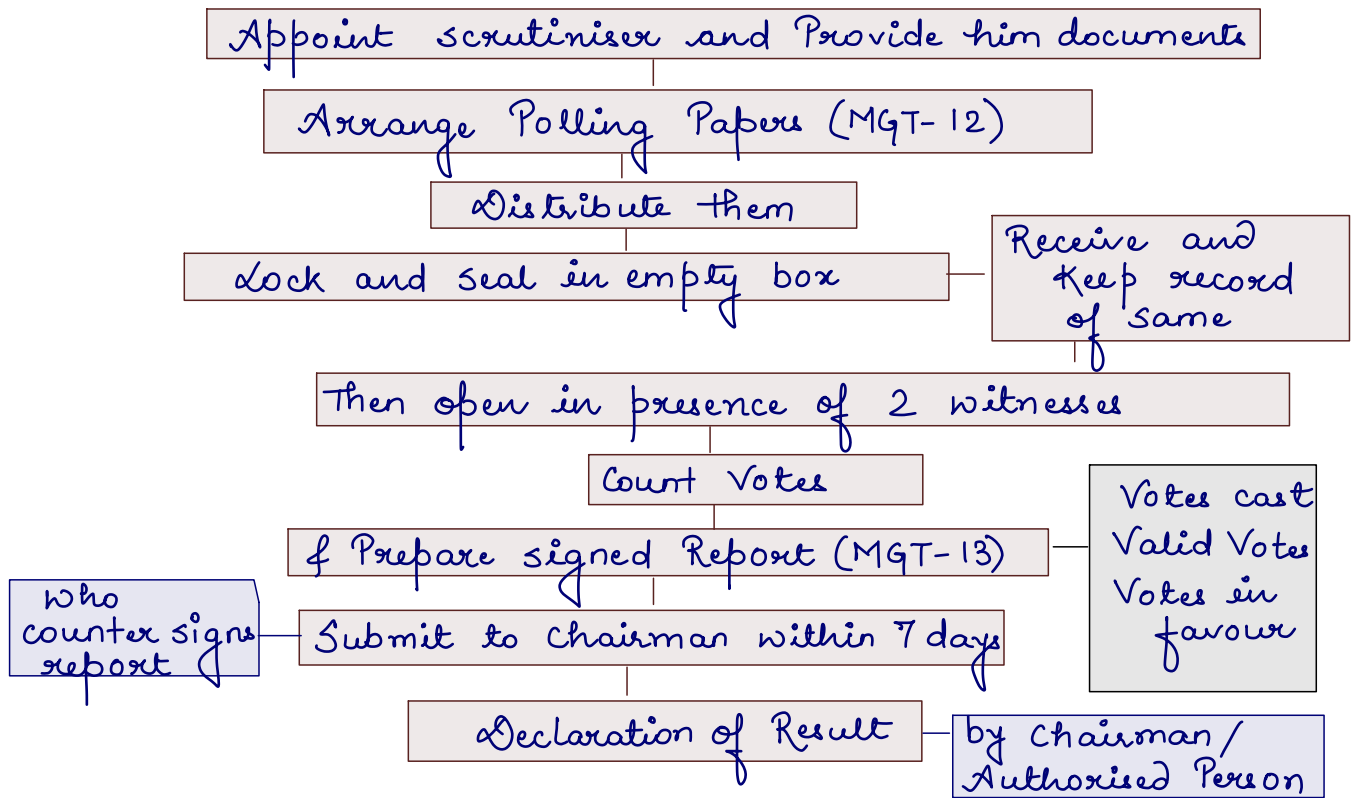 Appoint scrutiniser and Provide him documents
Arrange Polling Papers (MGT-12)
Distribute them
Lock and seal in empty box
Receive and
Keep record
of same
Then open in presence of 2 witnesses
Count Votes
& Prepare signed Report (MGT-13)
Votes cast
Valid Votes
Votes in
favour
Submit to Chairman within 7 days
who
counter signs
report
Declaration of Result
by Chairman /
Authorised Person